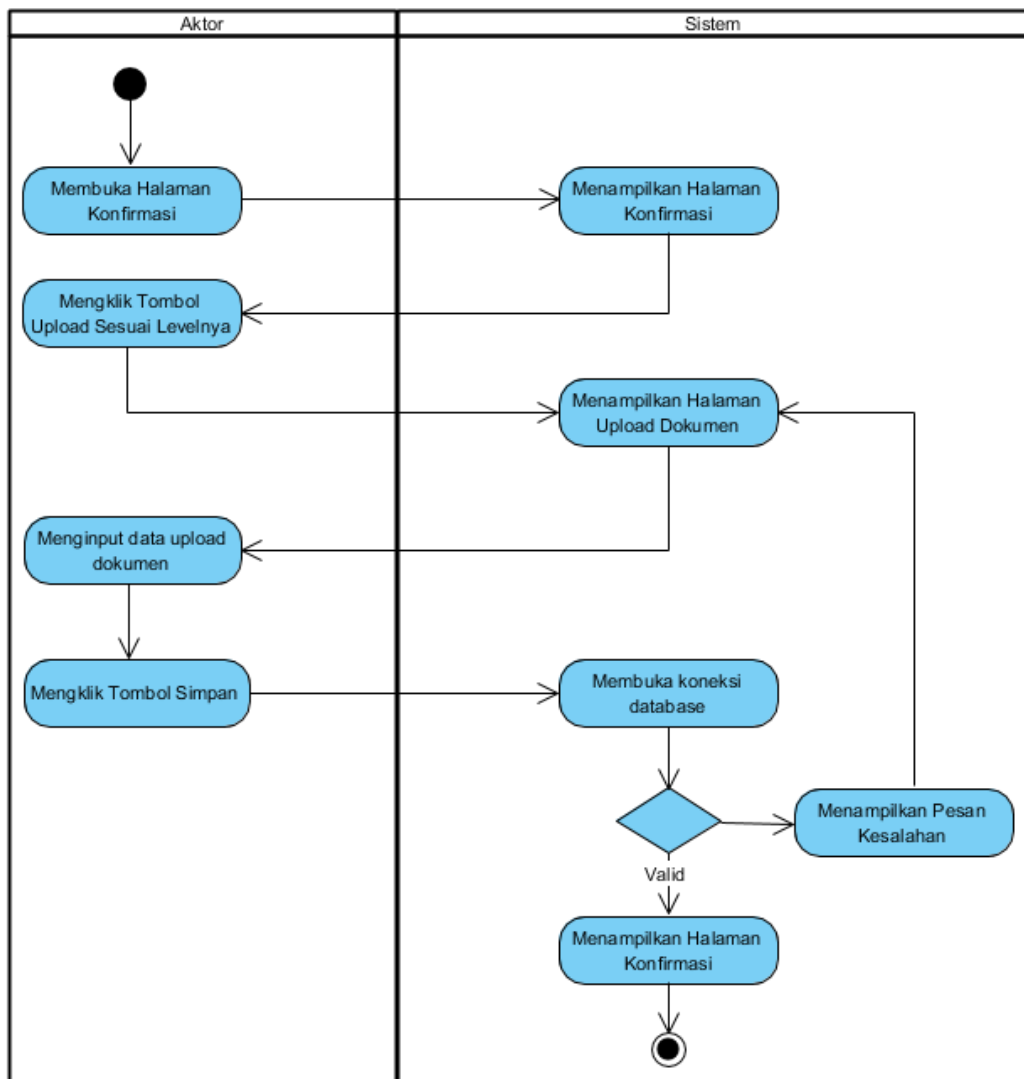 Aktor
Sistem
Membuka Halaman
Konfirmasi
Menampilkan Halaman
Konfirmasi
Mengklik Tombol
Upload Sesuai Levelnya
Menampilkan Halaman
Upload Dokumen
Menginput data upload
dokumen
Mengklik Tombol Simpan
Membuka koneksi
database
Menampilkan Pesan
Kesalahan
Valid
Menampilkan Halaman
Konfirmasi